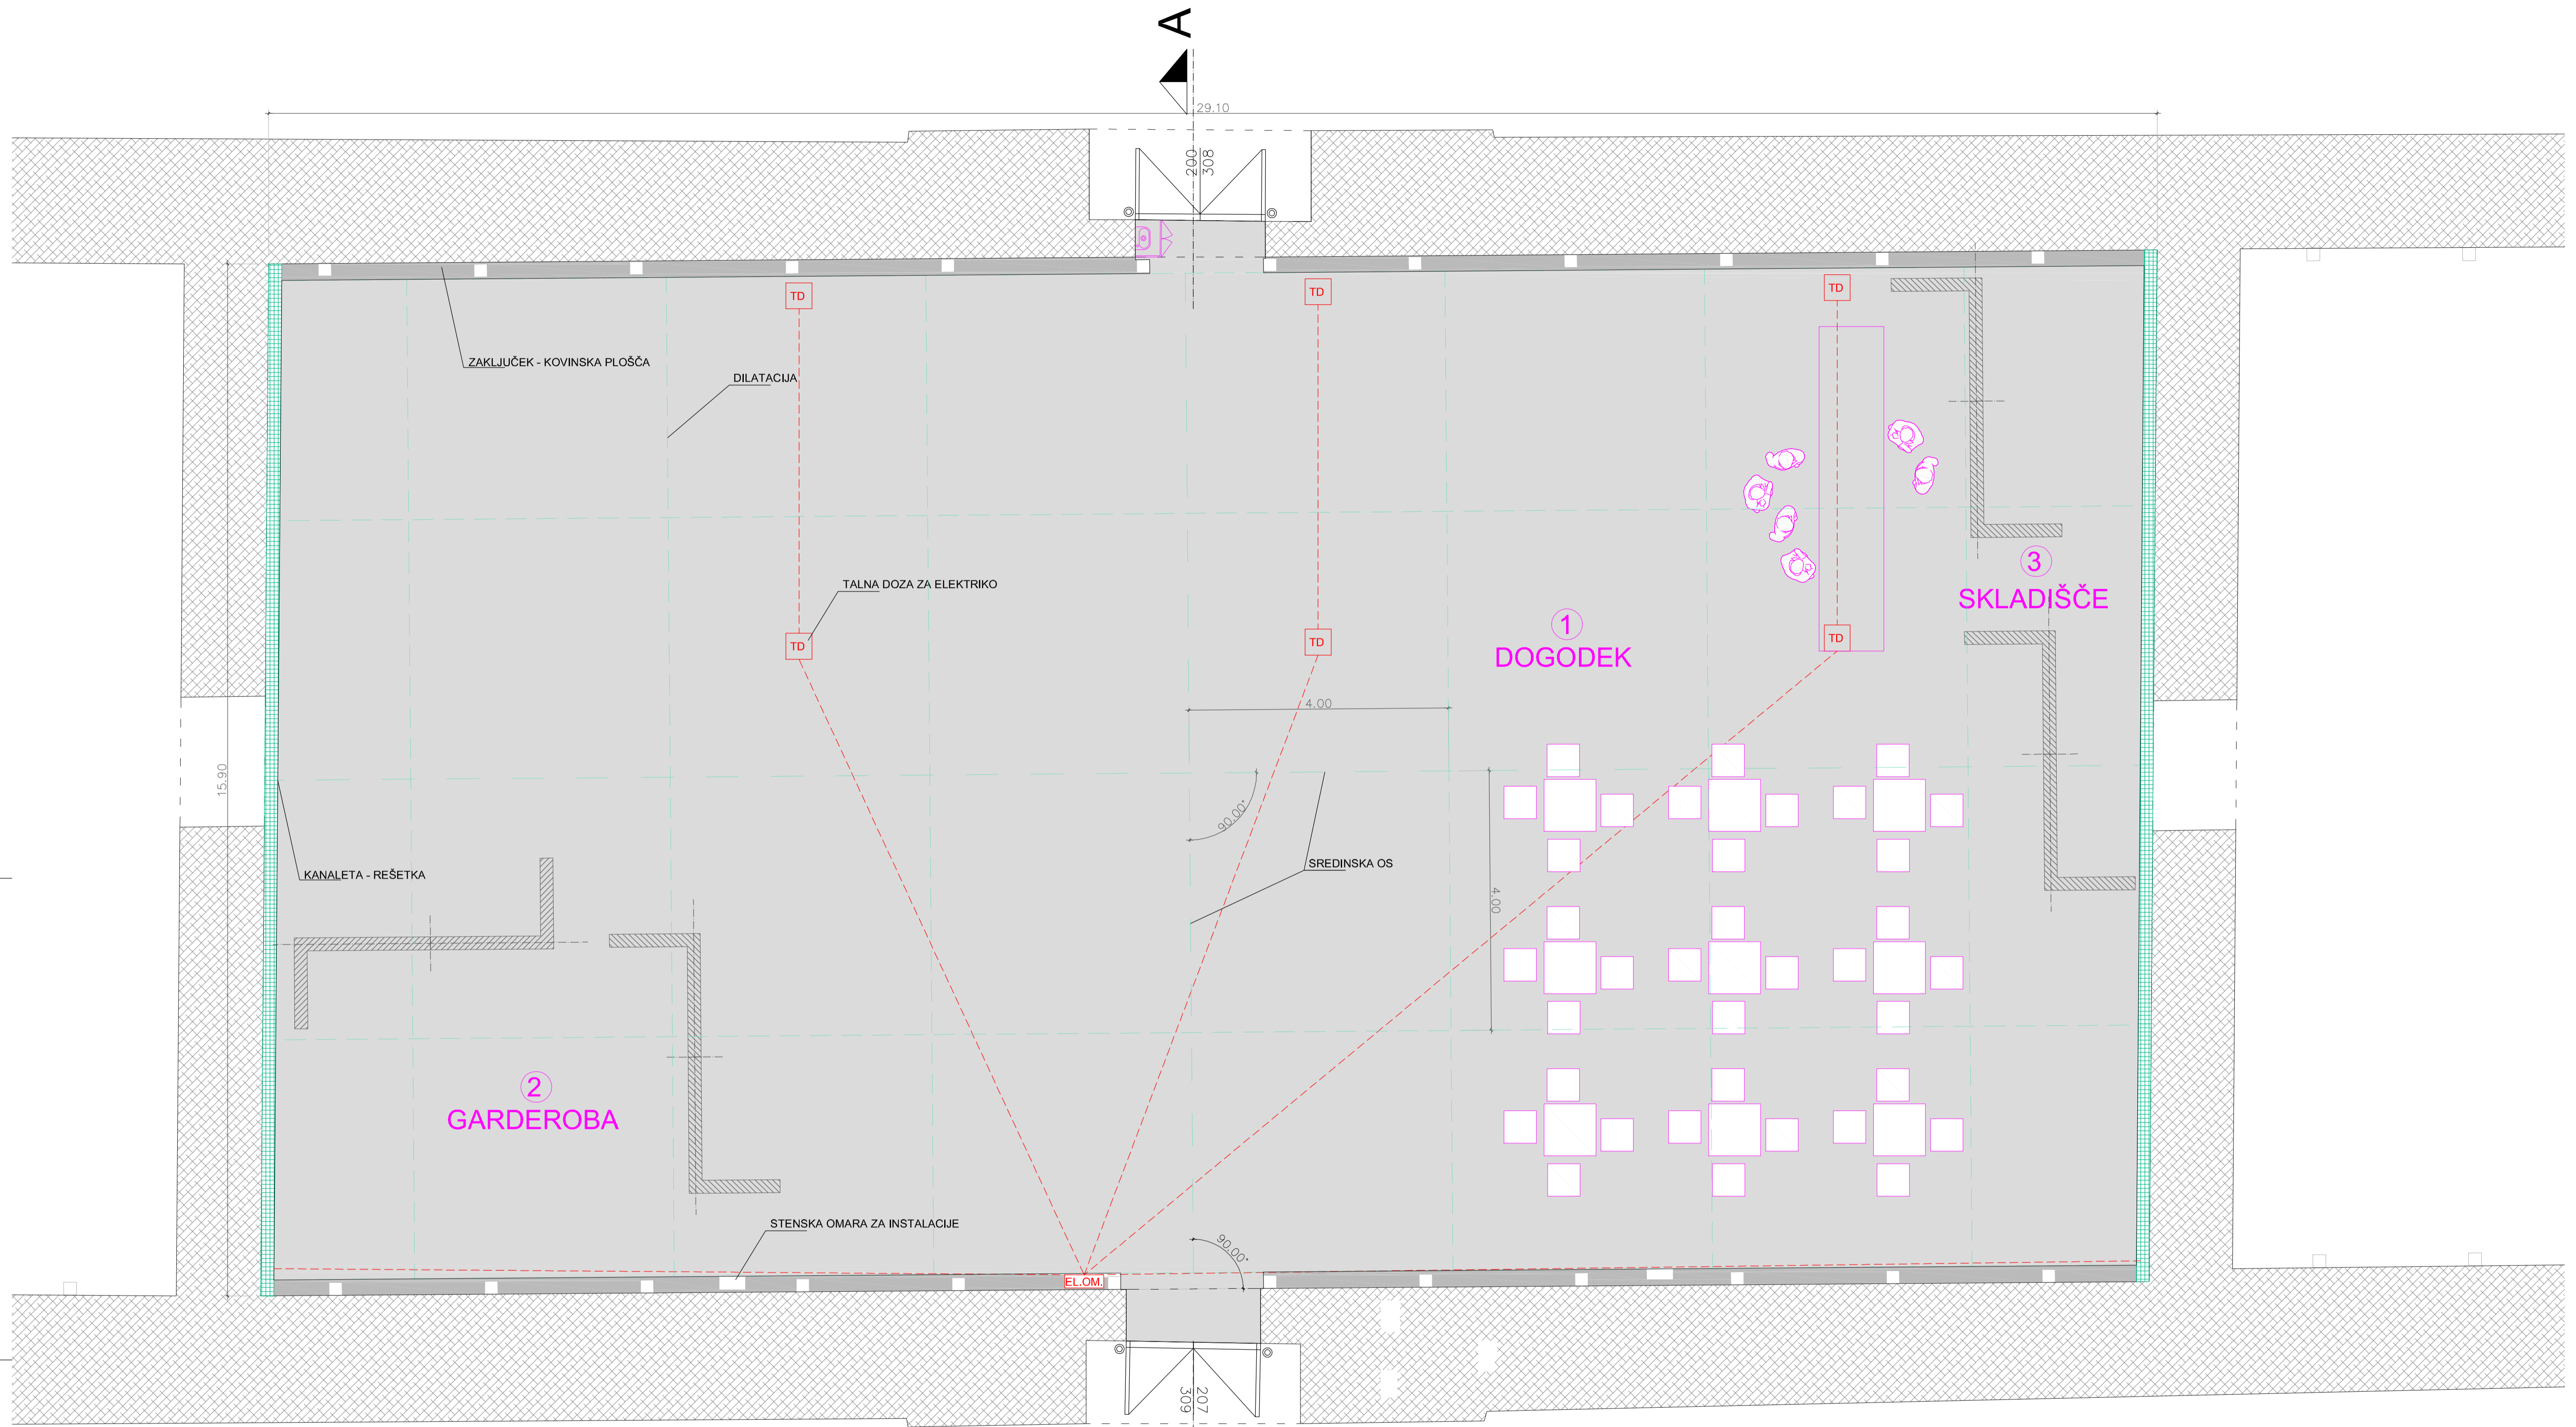 A
29.10
200
308
TD
TD
TD
ZAKLJUČEK - KOVINSKA PLOŠČA
DILATACIJA
TALNA DOZA ZA ELEKTRIKO
3
SKLADIŠČE
1
DOGODEK
TD
TD
TD
4.00
15.90
90.00°
KANALETA - REŠETKA
SREDINSKA OS
4.00
2
GARDEROBA
STENSKA OMARA ZA INSTALACIJE
90.00°
EL.OM.
207
309